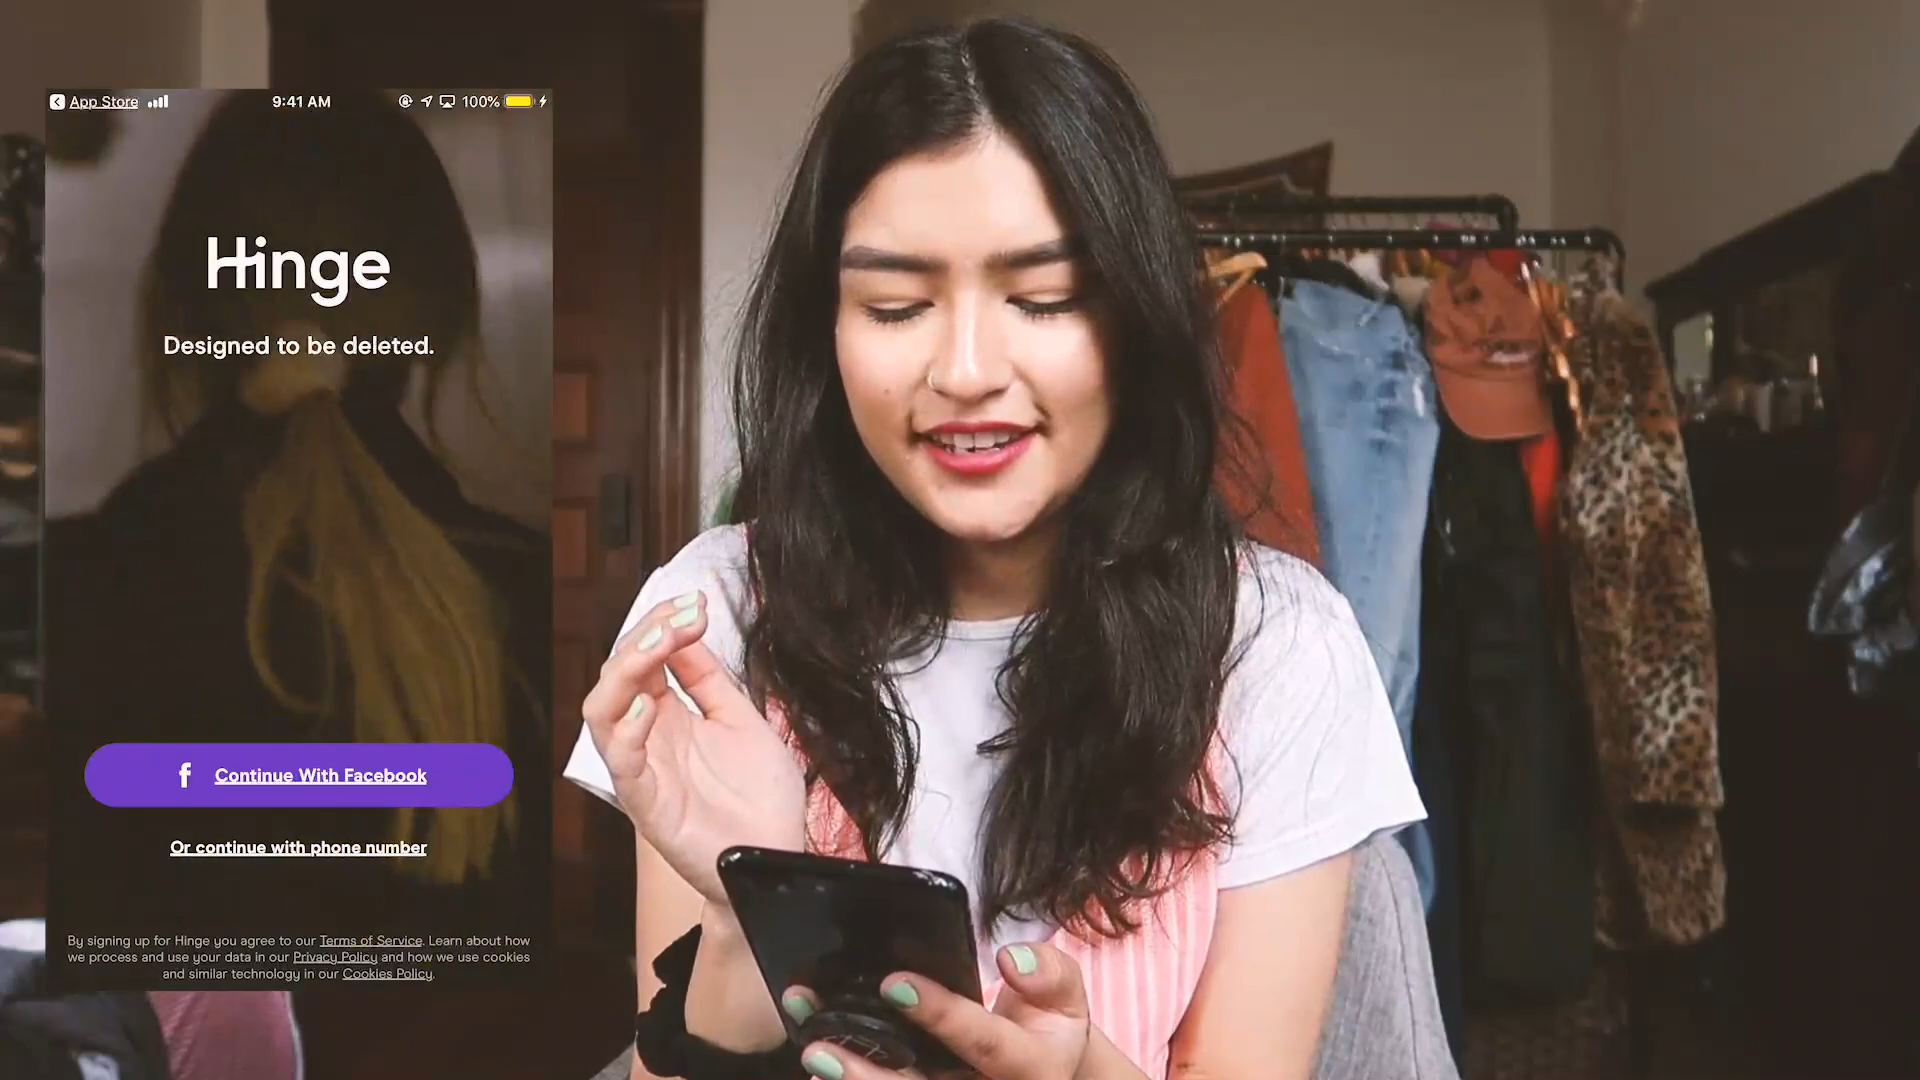 App Store
9:41 AM
100%
Hinge
Designed to be deleted.
Continue With Facebook
Or continue with phone number
By signing up for Hinge you agree to our Terms of Service. Learn about how
we process and use your data in our Privacy Policy and how we use cookies
and similar technology in our Cookies Policy.